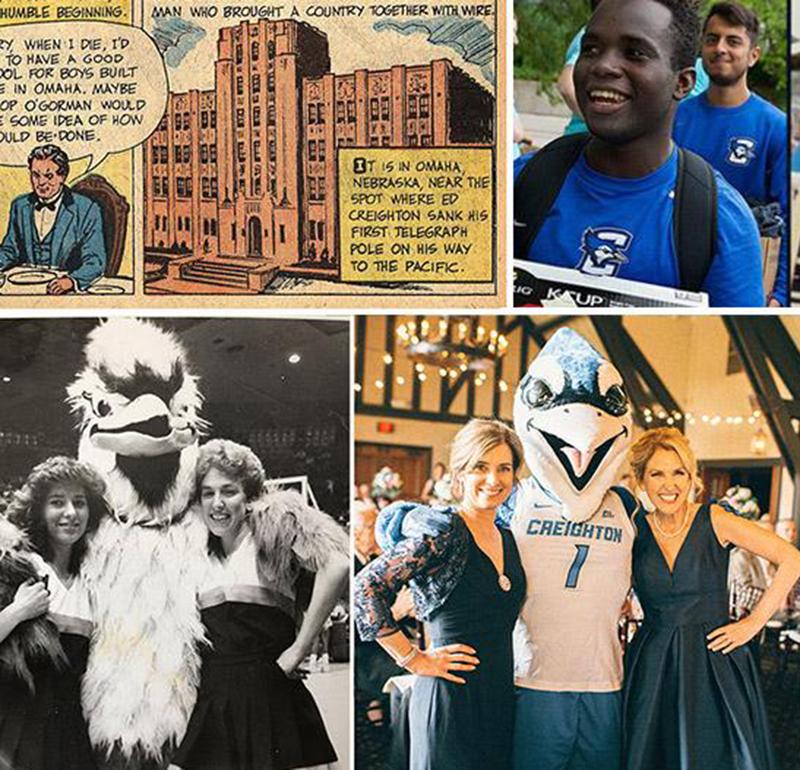 HUMBLE BEGINNING.
MAN WHO BROUGHT A COUNTRY TOGETHER WITH WIRE.
WHEN I DIE, I'D
TO HAVE A GOOD
FOR BOYS BUILT
IN OMAHA. MAYBE
O'GORMAN WOULD
SOME IDEA OF HOW
BE DONE.
IT IS IN OMAHA,
NEBRASKA, NEAR THE
SPOT WHERE ED
CREIGHTON SANK HIS
FIRST TELEGRAPH
POLE ON HIS WAY
TO THE PACIFIC.
K-CUP
CREIGHTON
1